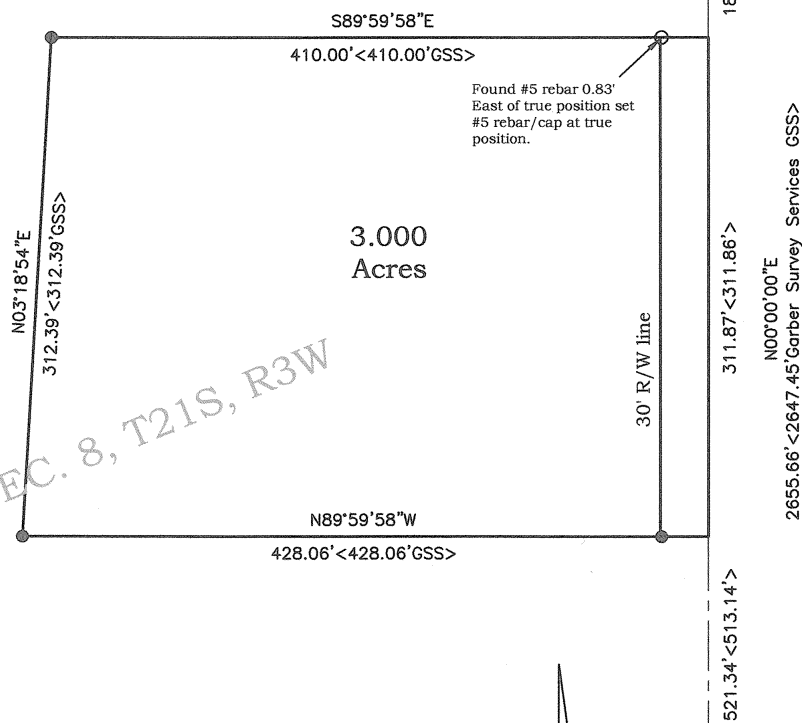 S89°59'58"E
410.00'<410.00'GSS>
Found #5 rebar 0.83'
East of true position set
#5 rebar/cap at true
position.
18
N03°18'54"E
312.39'<312.39'GSS>
3.000
Acres
30' R/W line
311.87'<311.86'>
N00°00'00"E
2655.66'<2647.45'Garber Survey Services GSS>
EC. 8, T21S, R3W
N89°59'58"W
428.06'<428.06'GSS>
521.34'<513.14'>